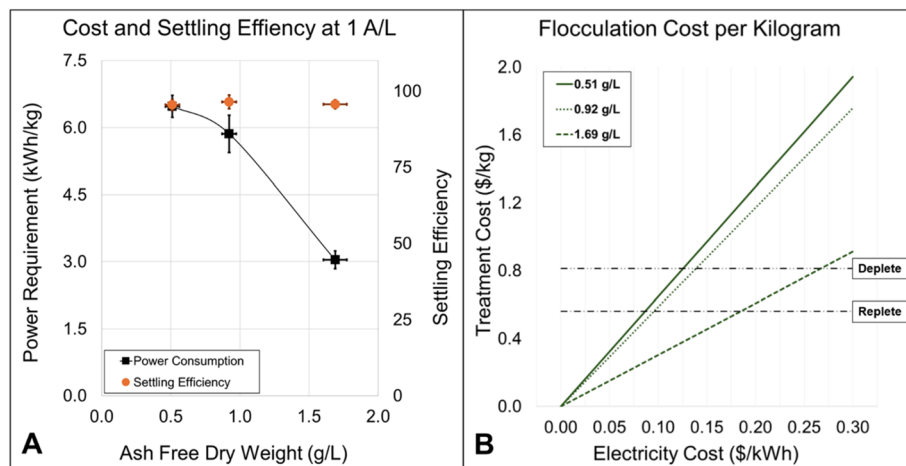 Cost and Settling Effiency at 1 A/L
7.5
6.0
4.5
3.0
1.5
0.0
Power Requirement (kWh/kg)
100
75
50
25
0
Settling Efficiency
Power Consumption
Settling Efficiency
0.0 0.5 1.0 1.5 2.0
A
Ash Free Dry Weight (g/L)
Flocculation Cost per Kilogram
2.0
1.6
1.2
0.8
0.4
0.0
Treatment Cost ($/kg)
0.51 g/L
0.92 g/L
1.69 g/L
Deplete
Replete
0.00 0.05 0.10 0.15 0.20 0.25 0.30
B
Electricity Cost ($/kWh)